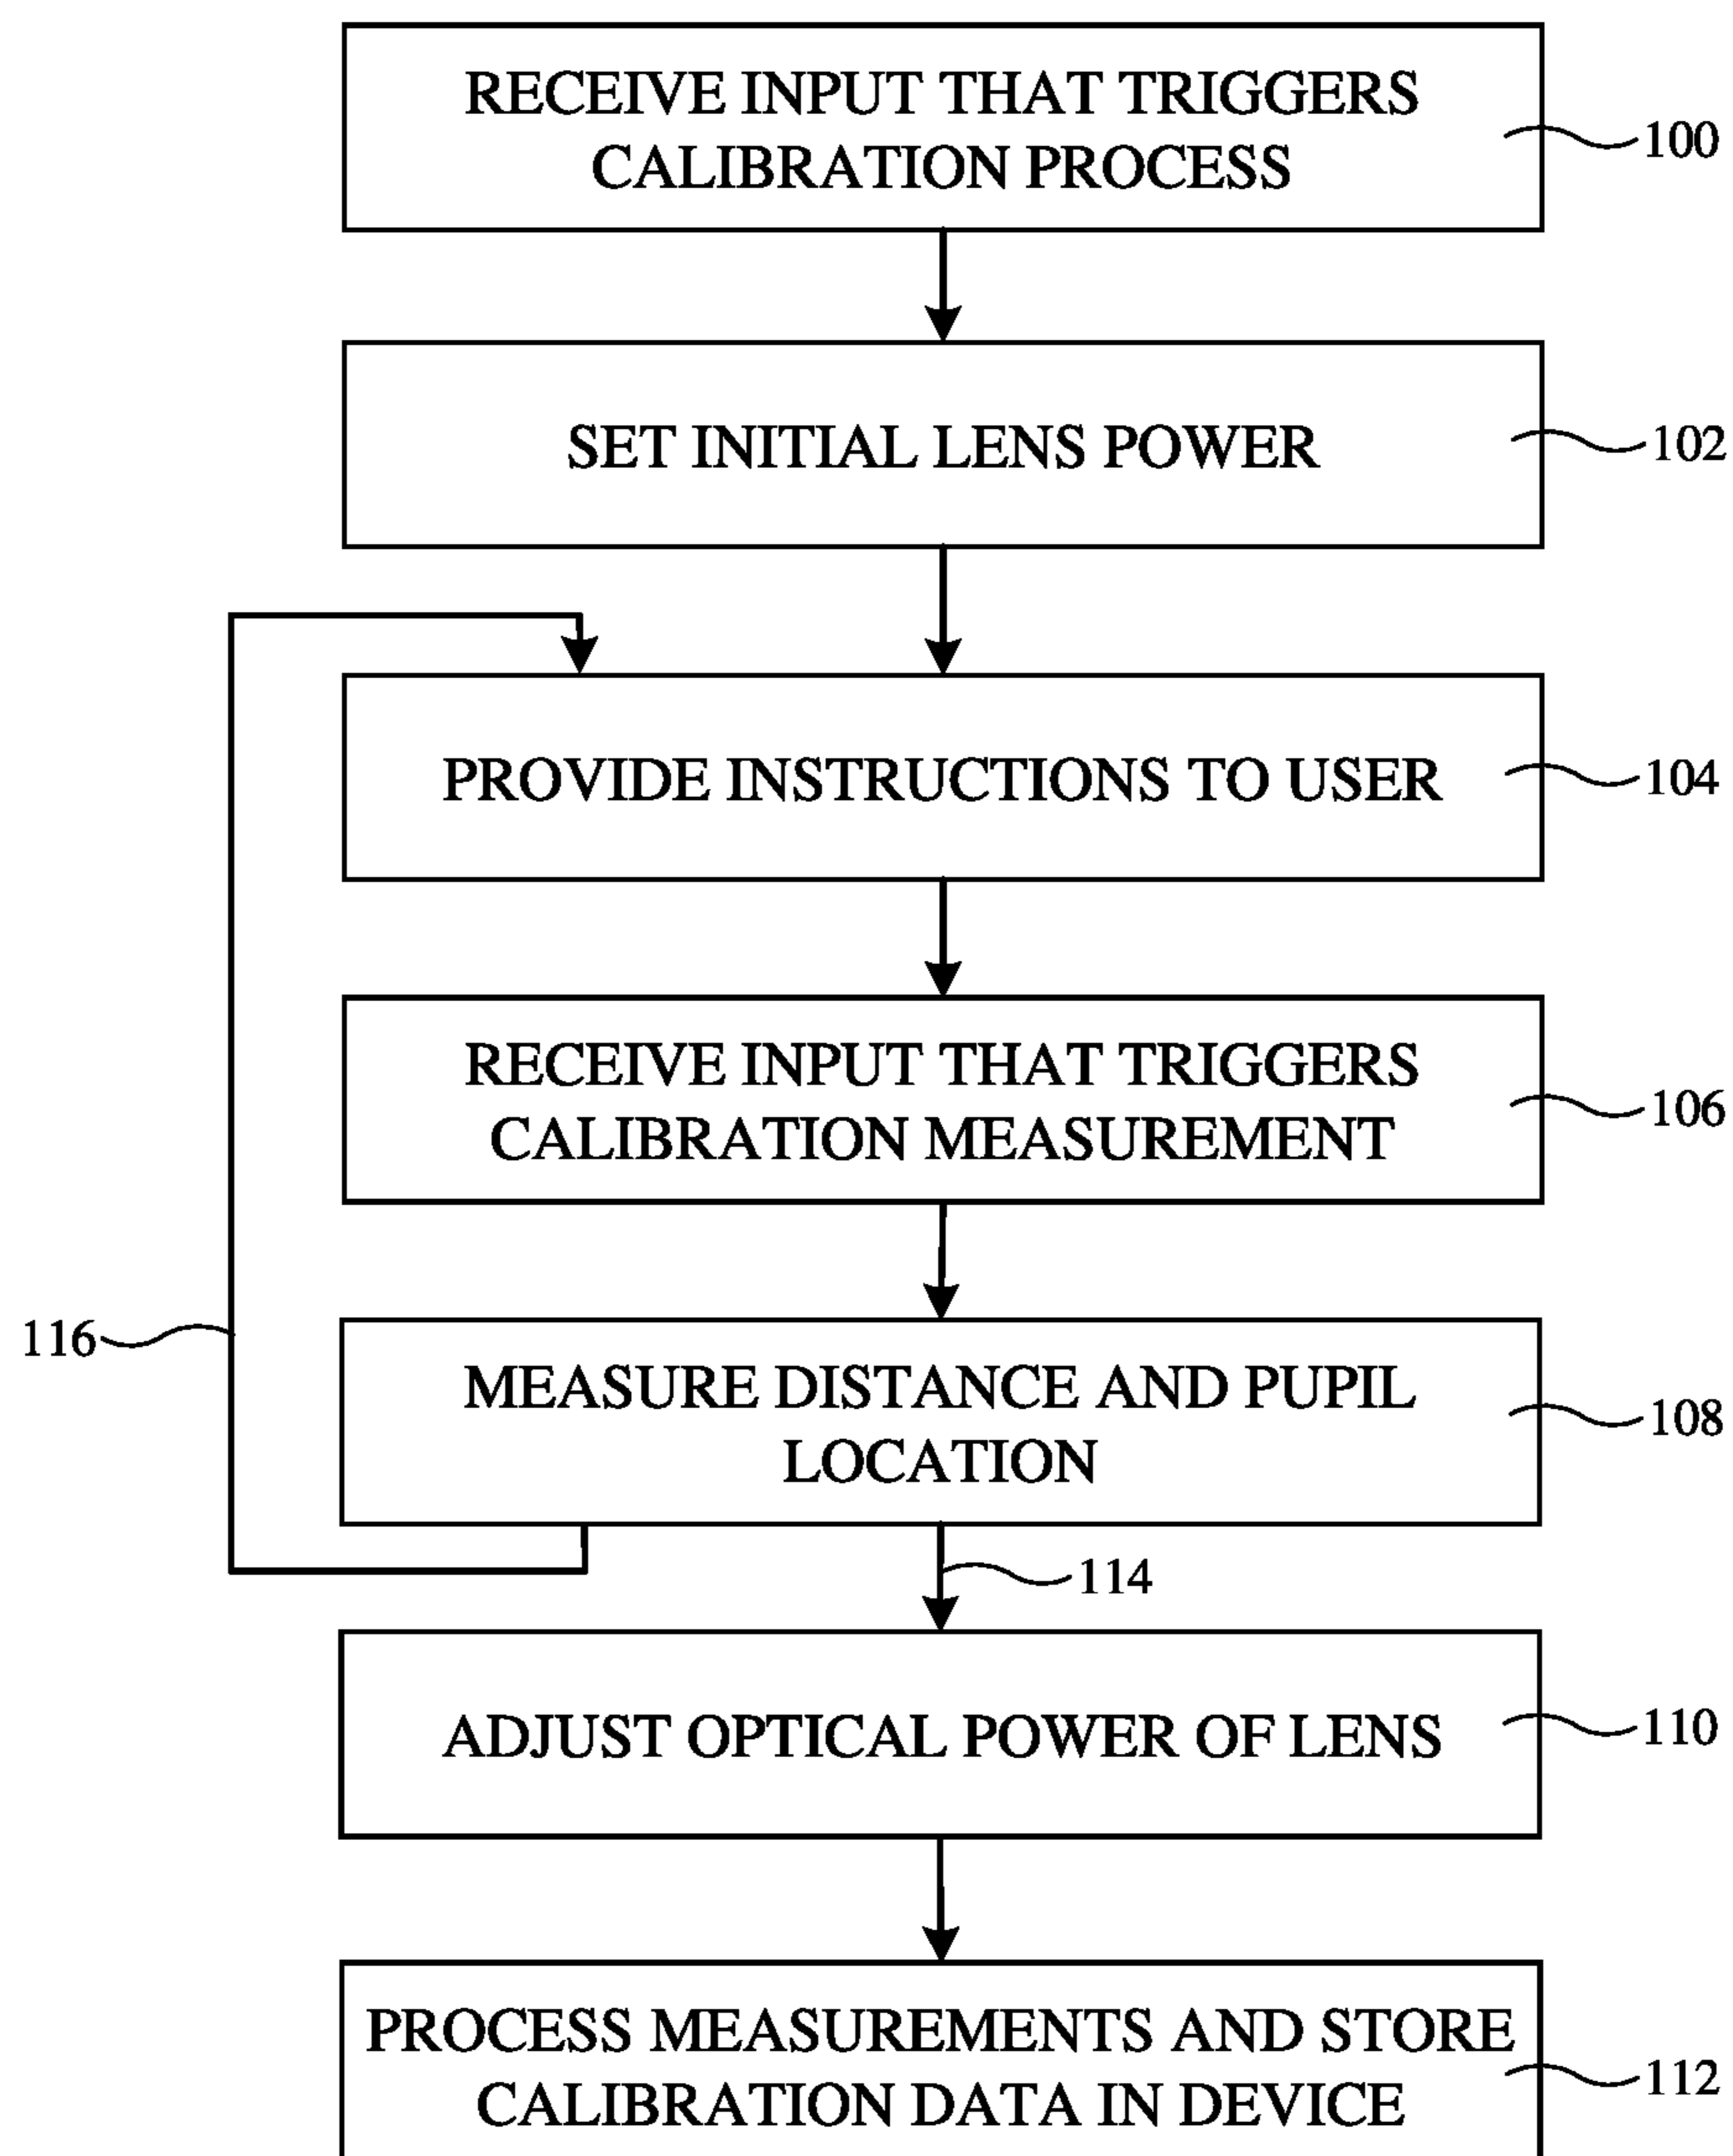 RECEIVE INPUT THAT TRIGGERS
CALIBRATION PROCESS
100
SET INITIAL LENS POWER
102
PROVIDE INSTRUCTIONS TO USER
104
RECEIVE INPUT THAT TRIGGERS
CALIBRATION MEASUREMENT
106
116
MEASURE DISTANCE AND PUPIL
LOCATION
108
114
ADJUST OPTICAL POWER OF LENS
110
PROCESS MEASUREMENTS AND STORE
CALIBRATION DATA IN DEVICE
112